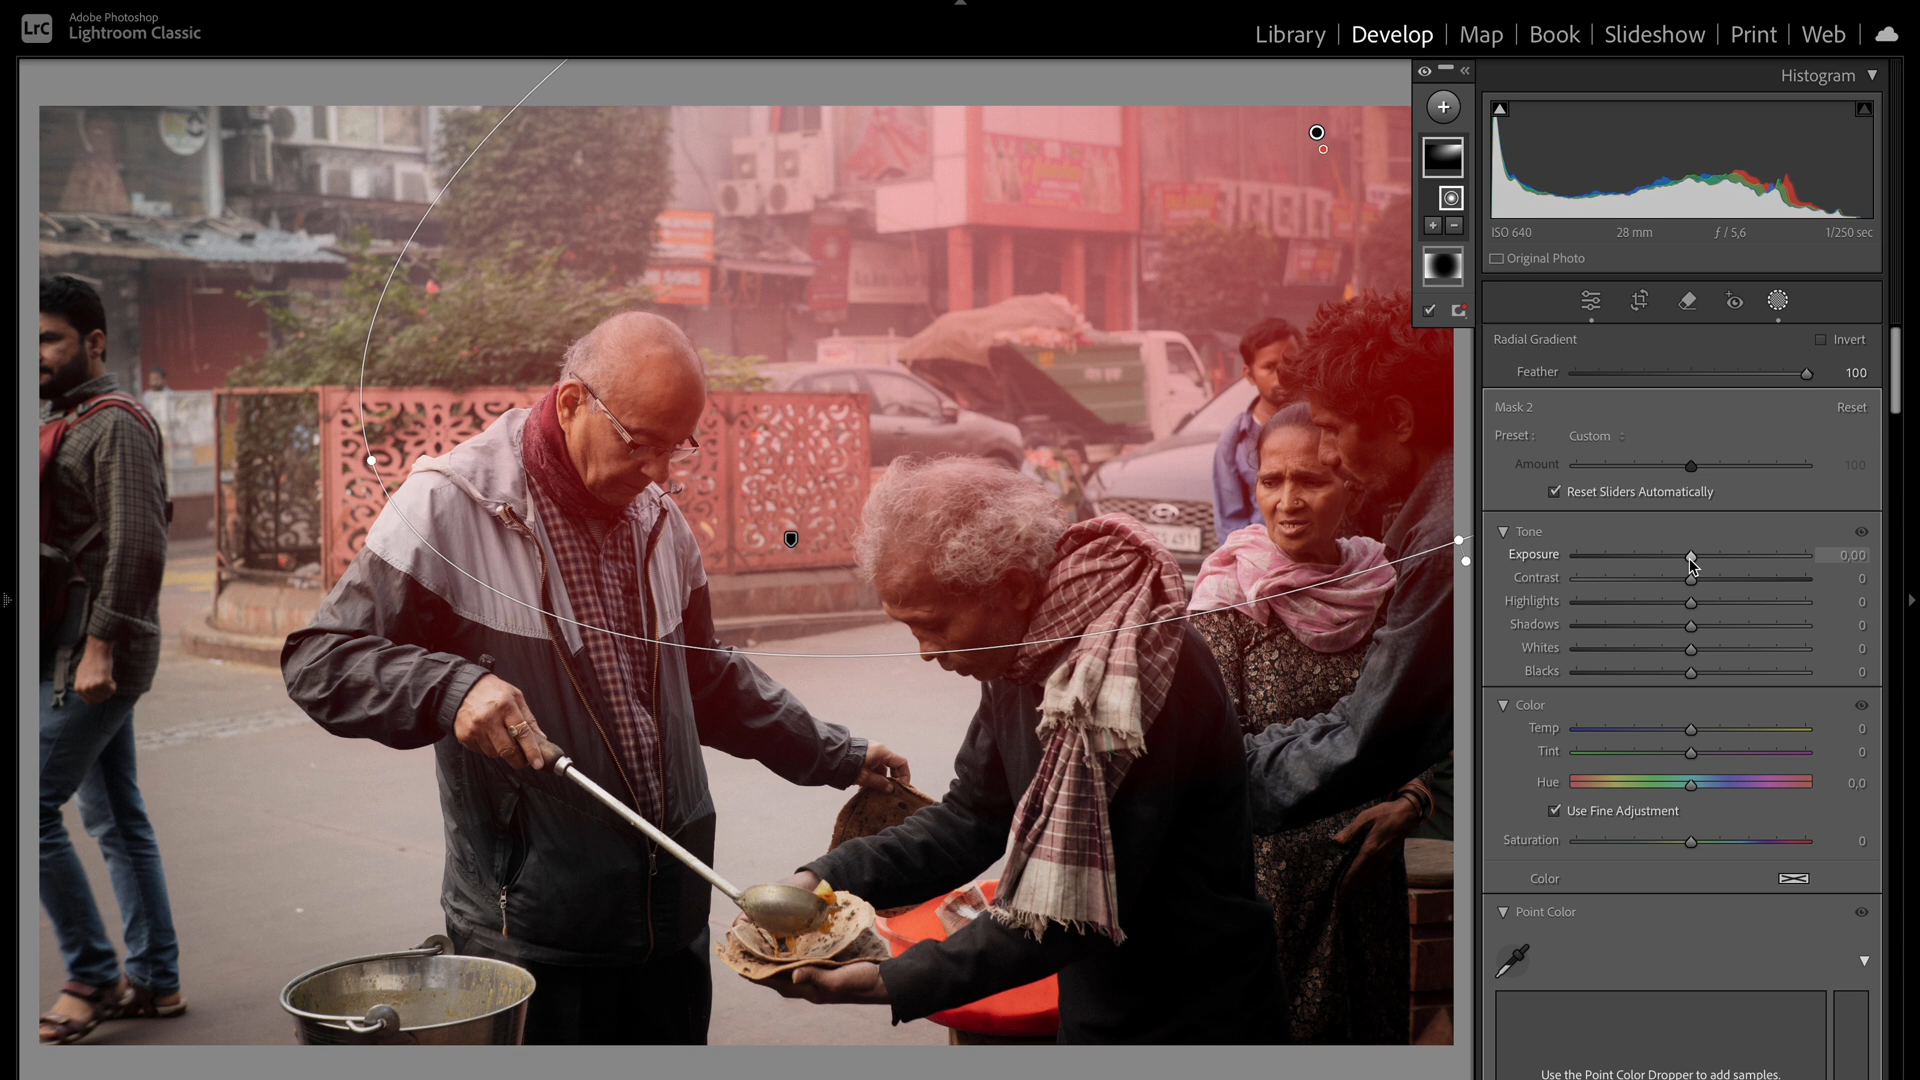 LrC
Adobe Photoshop
Lightroom Classic
Library | Develop | Map | Book | Slideshow | Print | Web
Histogram
ISO 640 28 mm ƒ / 5,6 1/250 sec
Original Photo
Radial Gradient Invert
Feather 100
Mask 2 Reset
Preset : Custom
Amount 100
Reset Sliders Automatically
Tone
Exposure 0,00
Contrast 0
Highlights 0
Shadows 0
Whites 0
Blacks 0
Color
Temp 0
Tint 0
Hue 0,0
Use Fine Adjustment
Saturation 0
Color
Point Color
Use the Point Color Dropper to add samples.